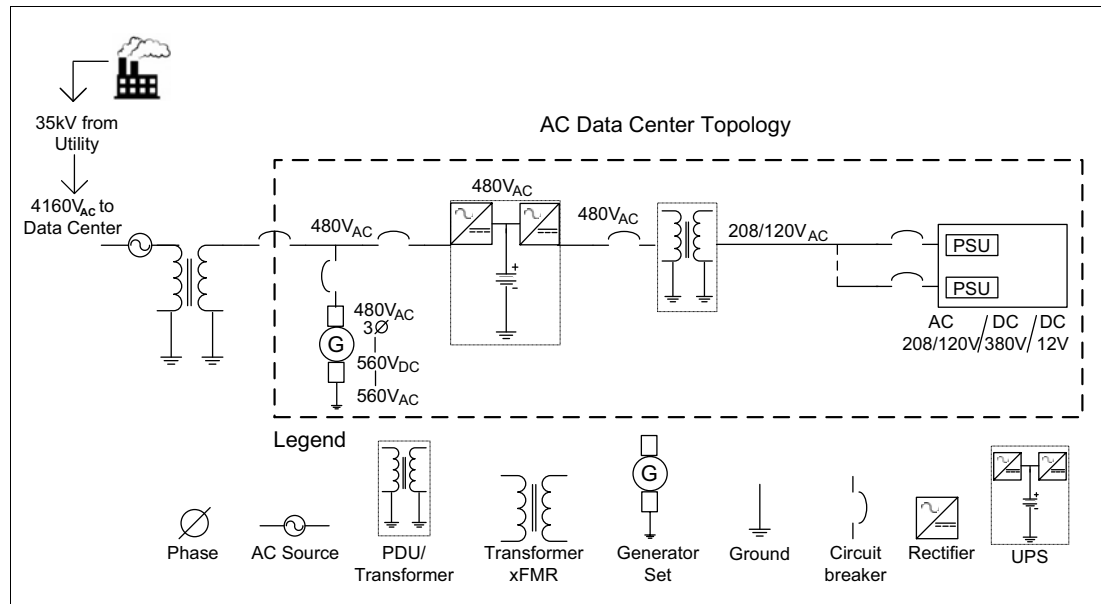 AC Data Center Topology
35kV from
Utility
4160VAC to
Data Center
480VAC
480VAC
480VAC
208/120VAC
PSU
PSU
480VAC
3Ø
560VDC
560VAC
G
AC
208/120V
/
DC
380V
/
DC
12V
+
-
Legend
G
+
-
Phase
AC Source
PDU/
Transformer
Transformer
xFMR
Generator
Set
Ground
Circuit
breaker
Rectifier
UPS